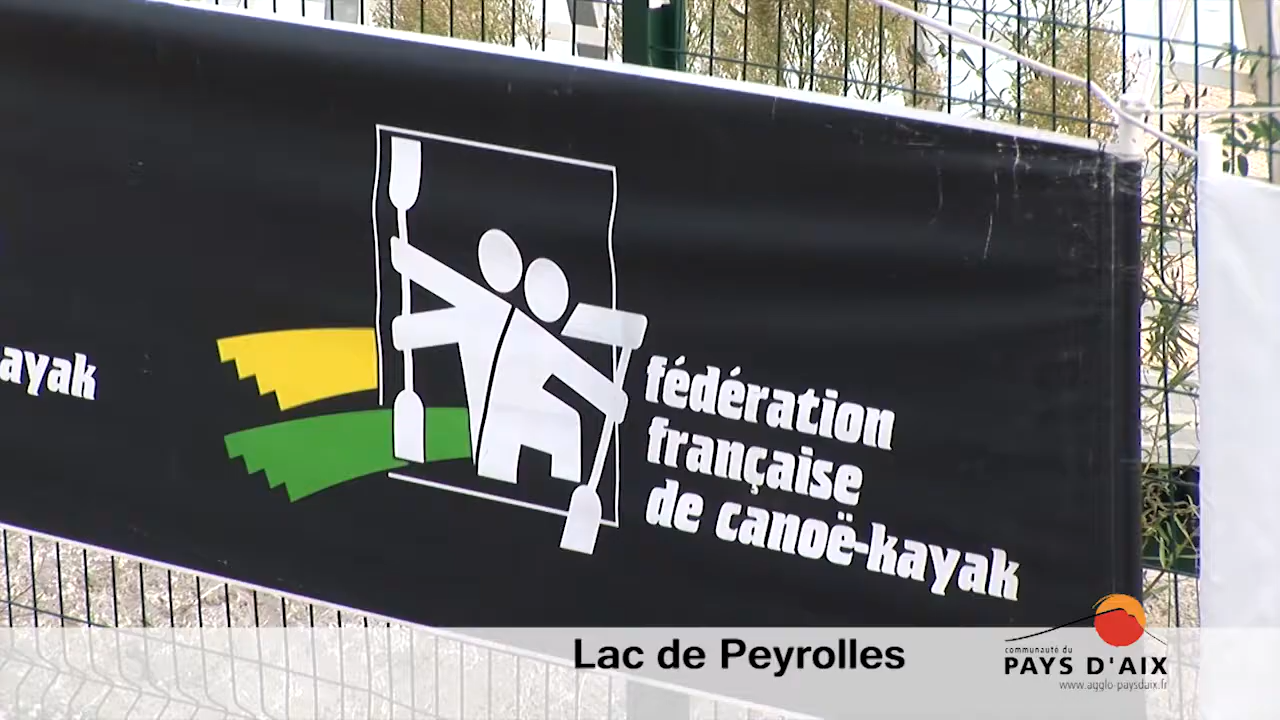 ayak
fédération
française
de canoë-kayak
Lac de Peyrolles
communauté du
PAYS D'AIX
www.agglo-paysdaix.fr